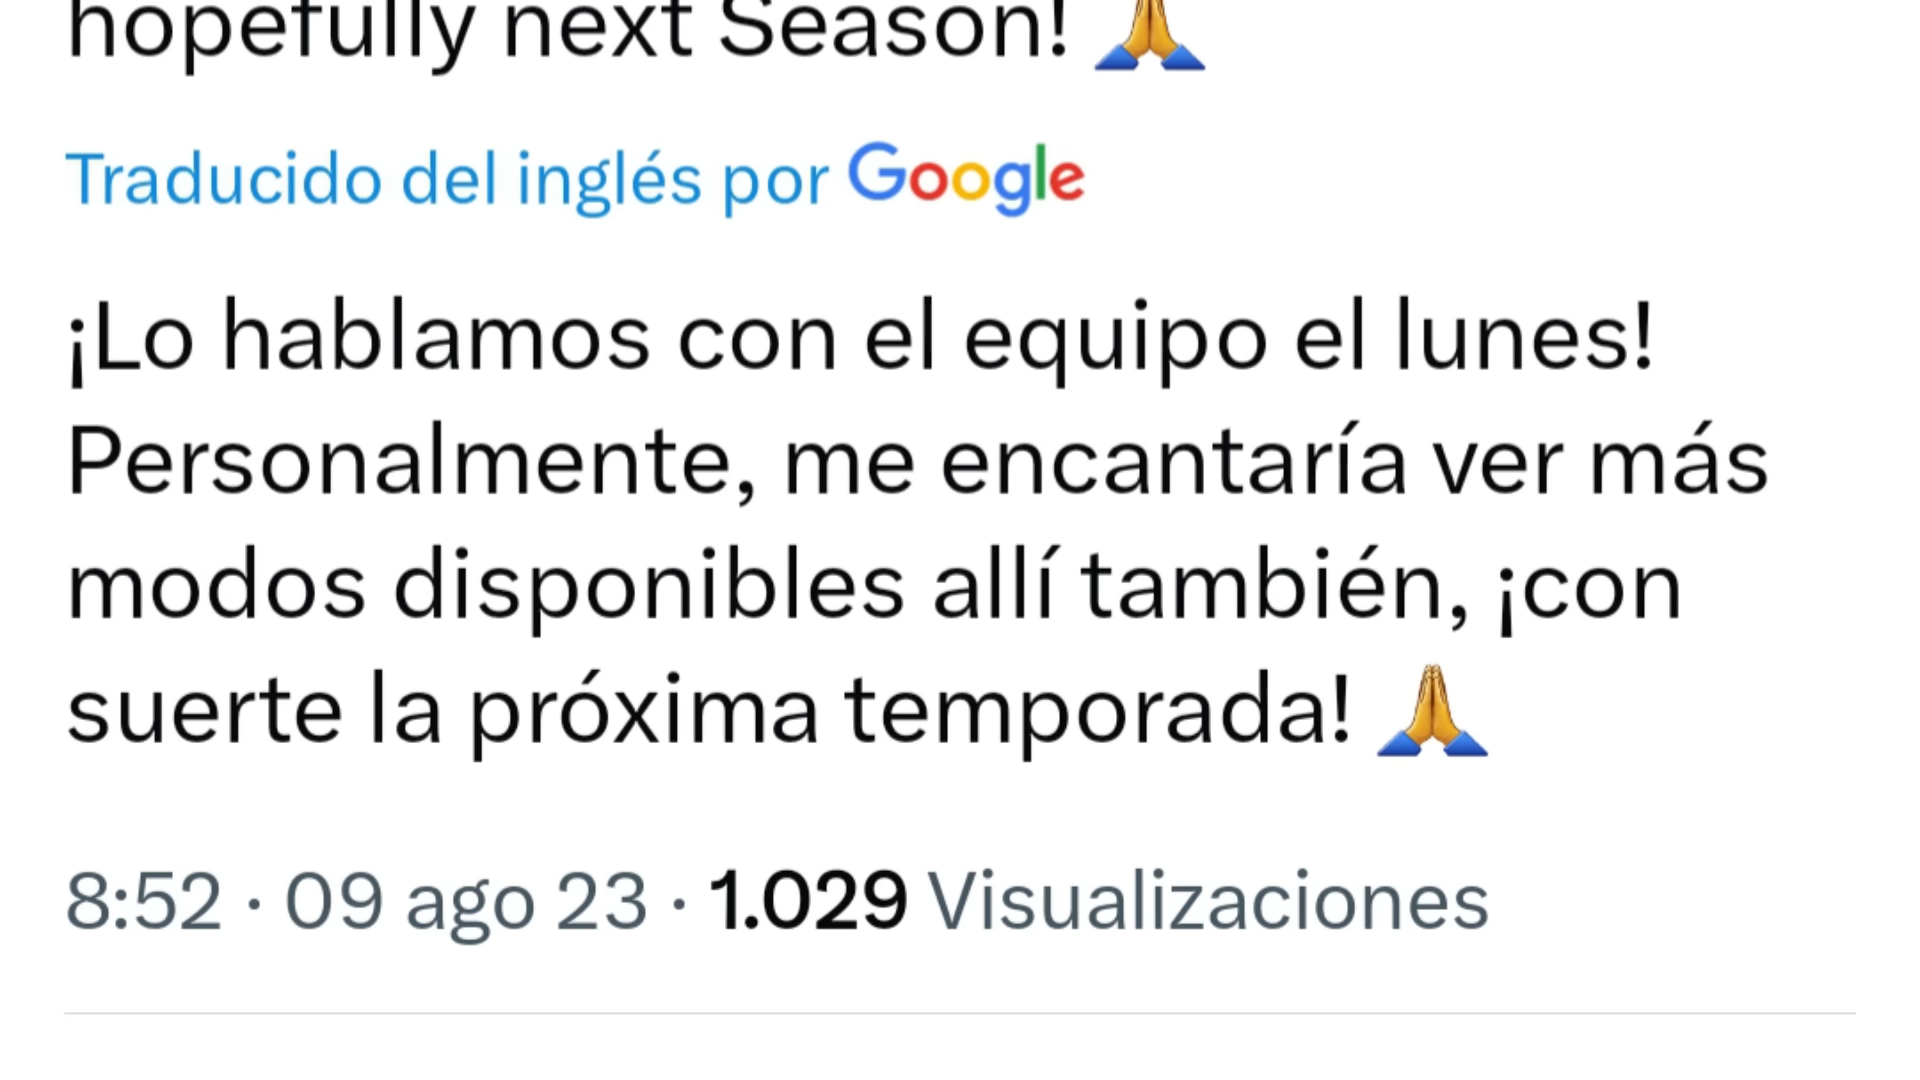 hopefully next Season! 🙏
Traducido del inglés por Google
¡Lo hablamos con el equipo el lunes!
Personalmente, me encantaría ver más
modos disponibles allí también, ¡con
suerte la próxima temporada! 🙏
8:52 · 09 ago 23 · 1.029 Visualizaciones